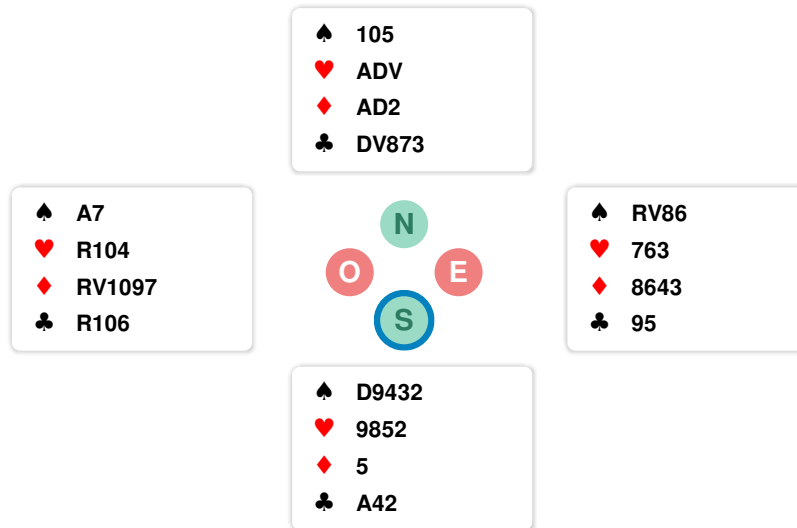 ♠ 105
♥ ADV
♦ AD2
♣ DV873
♠ A7
♥ R104
♦ RV1097
♣ R106
N
O E
S
♠ RV86
♥ 763
♦ 8643
♣ 95
♠ D9432
♥ 9852
♦ 5
♣ A42